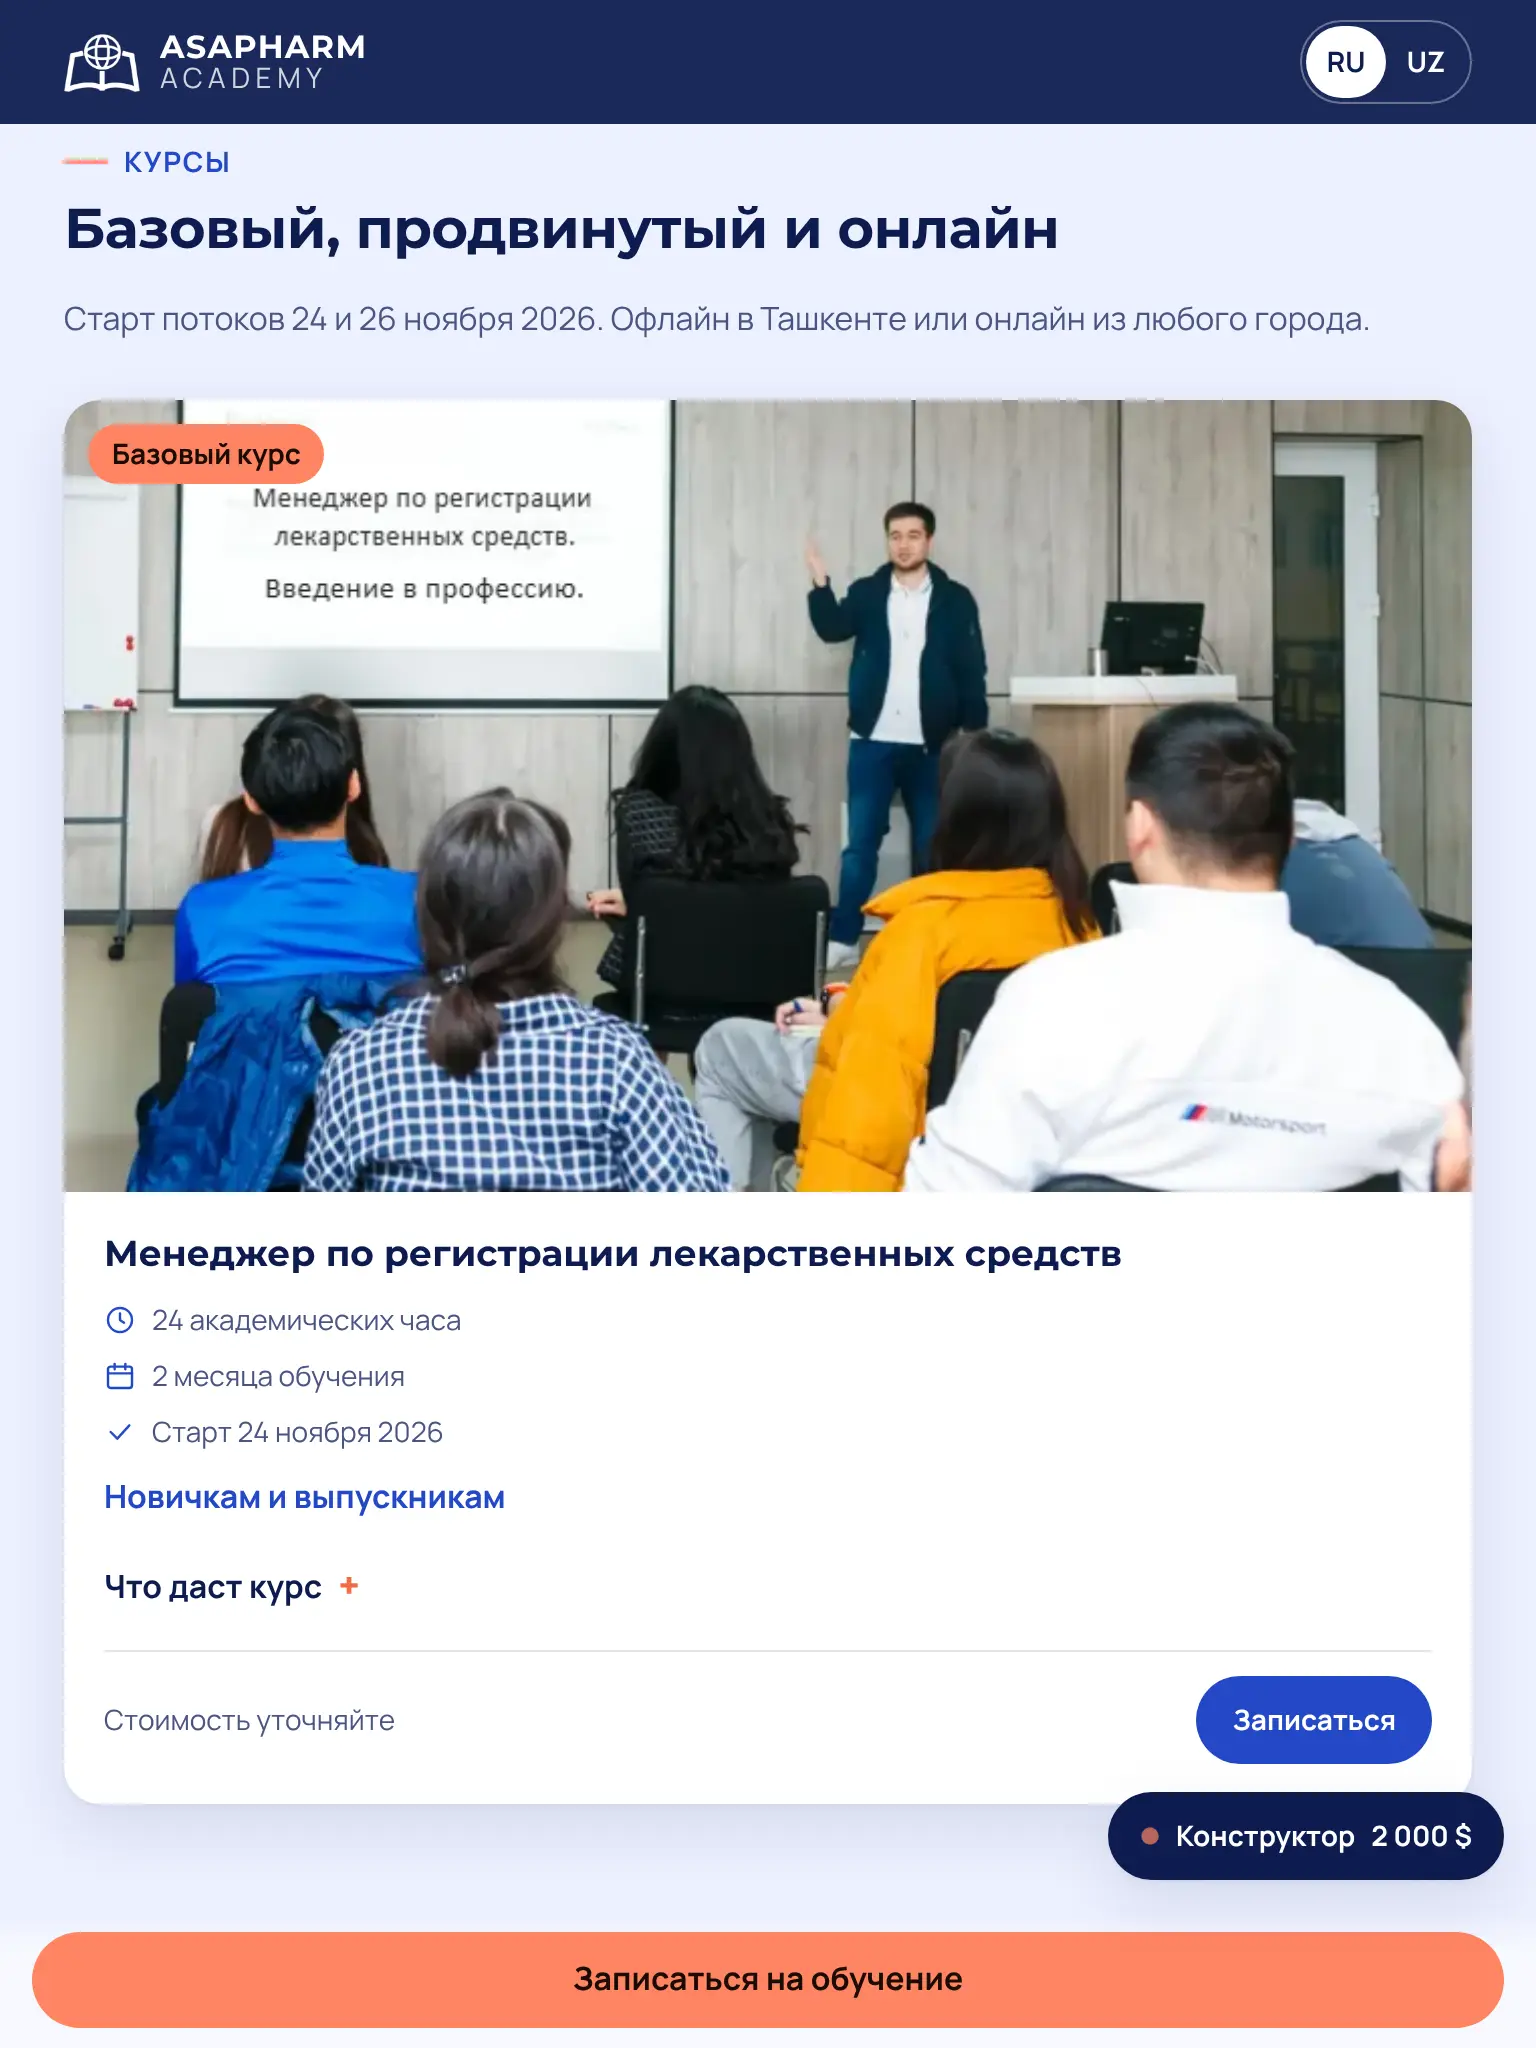 ASAPHARM
ACADEMY
RU UZ
КУРСЫ
Базовый, продвинутый и онлайн
Старт потоков 24 и 26 ноября 2026. Офлайн в Ташкенте или онлайн из любого города.
Базовый курс
Менеджер по регистрации
лекарственных средств.
Введение в профессию.
Motorsport
Менеджер по регистрации лекарственных средств
24 академических часа
2 месяца обучения
Старт 24 ноября 2026
Новичкам и выпускникам
Что даст курс +
Стоимость уточняйте
Записаться
Конструктор 2 000 $
Записаться на обучение